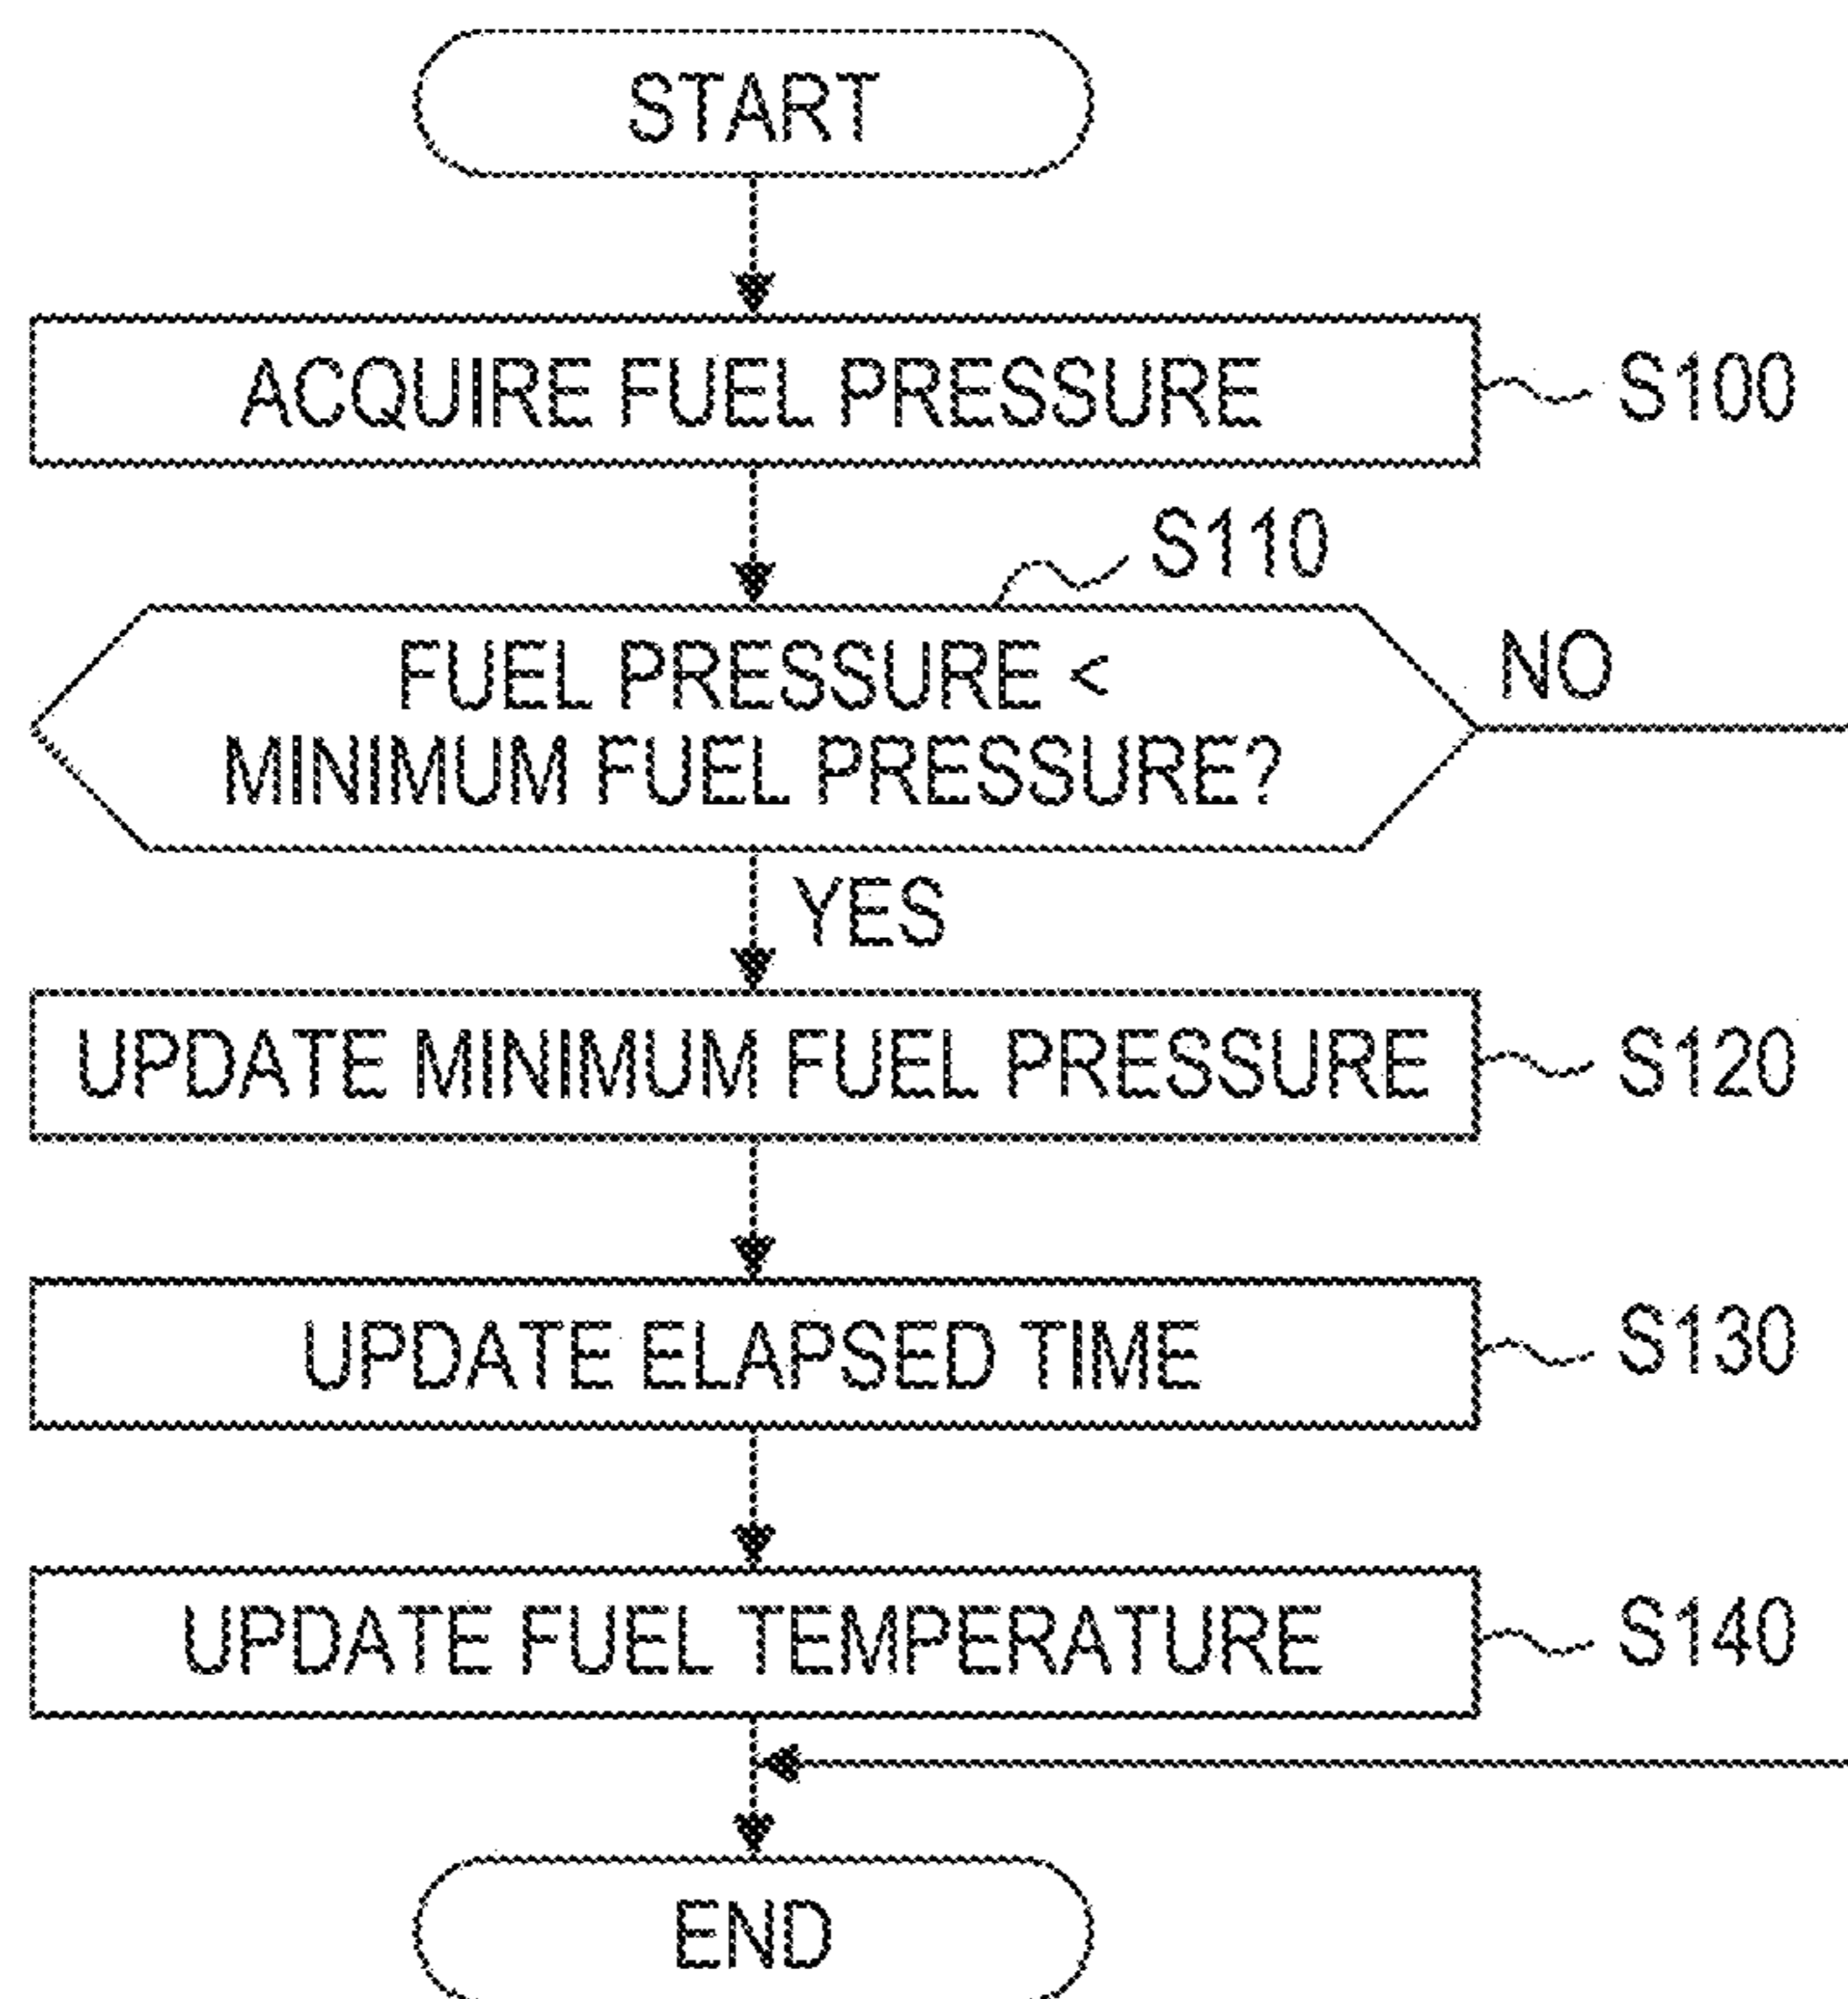 START
ACQUIRE FUEL PRESSURE
S100
S110
FUEL PRESSURE <
MINIMUM FUEL PRESSURE?
NO
YES
UPDATE MINIMUM FUEL PRESSURE
S120
UPDATE ELAPSED TIME
S130
UPDATE FUEL TEMPERATURE
S140
END